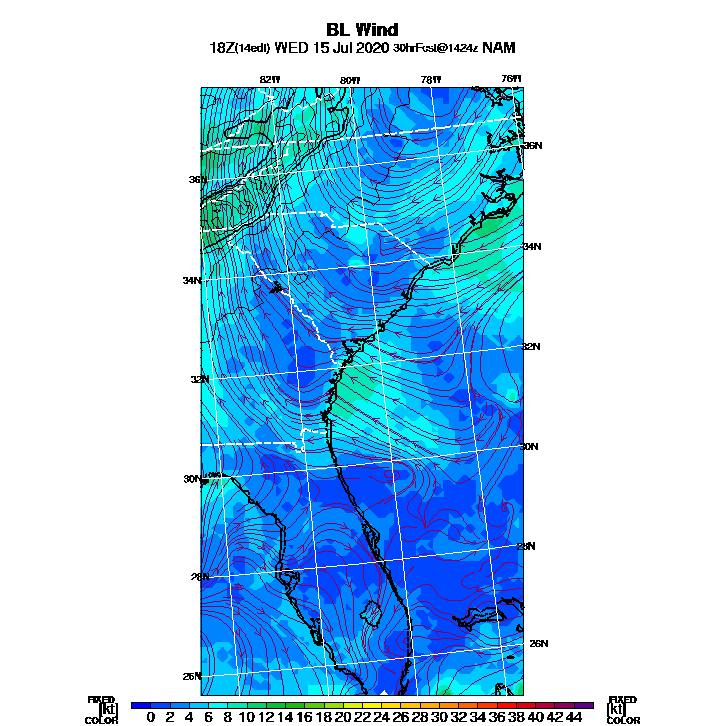 BL Wind
18Z(14edt) WED 15 Jul 2020 30hrFcst@1424z NAM
82W 80W 78W 76W
36N
36N
34N
34N
32N
32N
30N
30N
28N
28N
26N
26N
FIXED FIXED
[kt] 0 2 4 6 8 10 12 14 16 18 20 22 24 26 28 30 32 34 36 38 40 42 44 [kt]
COLOR COLOR